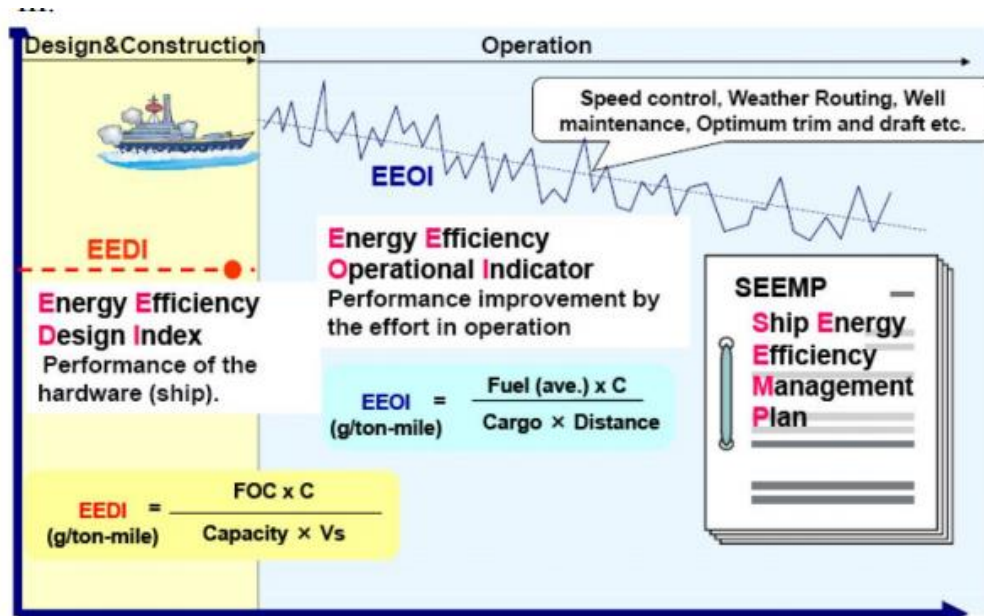 Design&Construction
Operation
Speed control, Weather Routing, Well
maintenance, Optimum trim and draft etc.
EEOI
EEDI
Energy Efficiency
Design Index
Performance of the
hardware (ship).
Energy Efficiency
Operational Indicator
Performance improvement by
the effort in operation
EEOI = Fuel (ave.) x C
(g/ton-mile) Cargo × Distance
EEDI = FOC x C
(g/ton-mile) Capacity × Vs
SEEMP
Ship Energy
Efficiency
Management
Plan